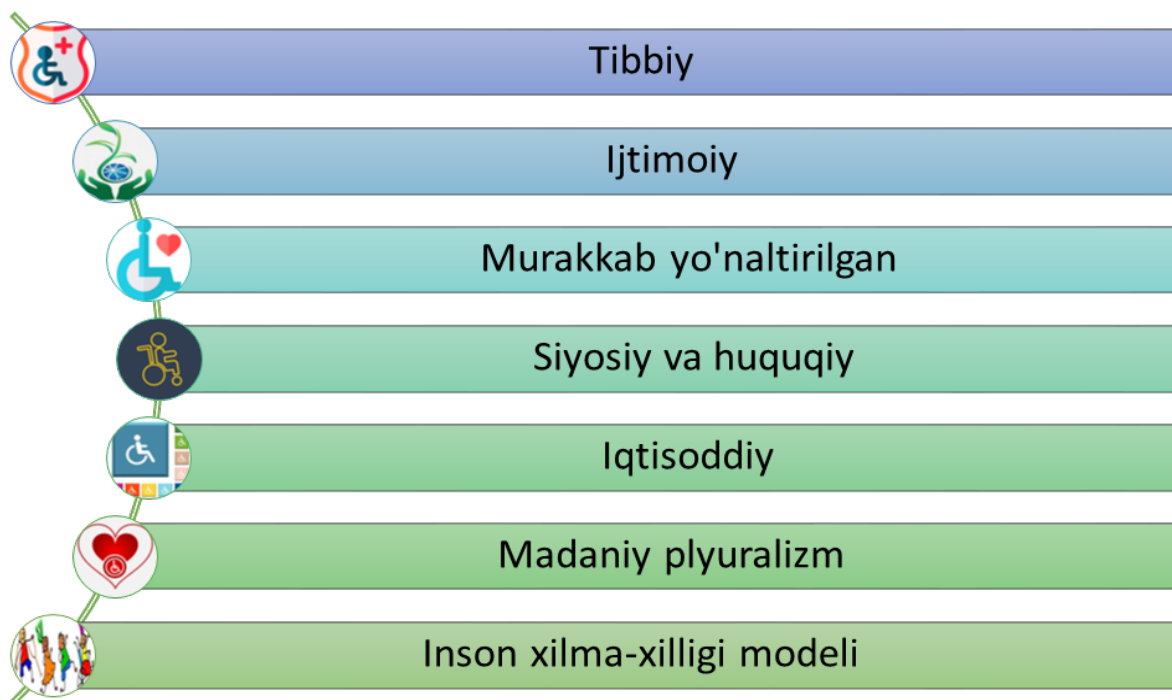 Tibbiy
Ijtimoiy
Murakkab yo'naltirilgan
Siyosiy va huquqiy
Iqtisoddiy
Madaniy plyuralizm
Inson xilma-xilligi modeli